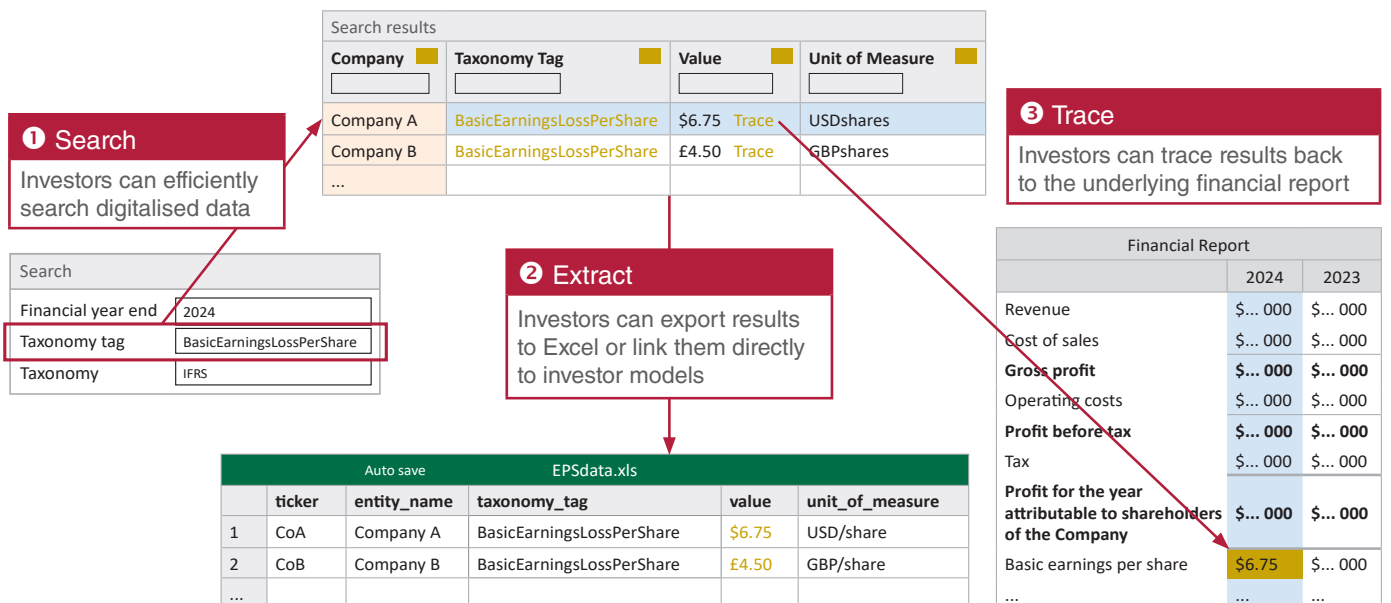 Search results
Company Taxonomy Tag Value Unit of Measure
Company A BasicEarningsLossPerShare $6.75 Trace USDshares
Company B BasicEarningsLossPerShare £4.50 Trace GBPshares
...
❶ Search
Investors can efficiently
search digitalised data
Search
Financial year end 2024
Taxonomy tag BasicEarningsLossPerShare
Taxonomy IFRS
❷ Extract
Investors can export results
to Excel or link them directly
to investor models
Auto save EPSdata.xls
ticker entity_name taxonomy_tag value unit_of_measure
1 CoA Company A BasicEarningsLossPerShare $6.75 USD/share
2 CoB Company B BasicEarningsLossPerShare £4.50 GBP/share
...
❸ Trace
Investors can trace results back
to the underlying financial report
Financial Report
2024 2023
Revenue $... 000 $... 000
Cost of sales $... 000 $... 000
Gross profit $... 000 $... 000
Operating costs $... 000 $... 000
Profit before tax $... 000 $... 000
Tax $... 000 $... 000
Profit for the year
attributable to shareholders $... 000 $... 000
of the Company
Basic earnings per share $6.75 $... 000
... ... ...